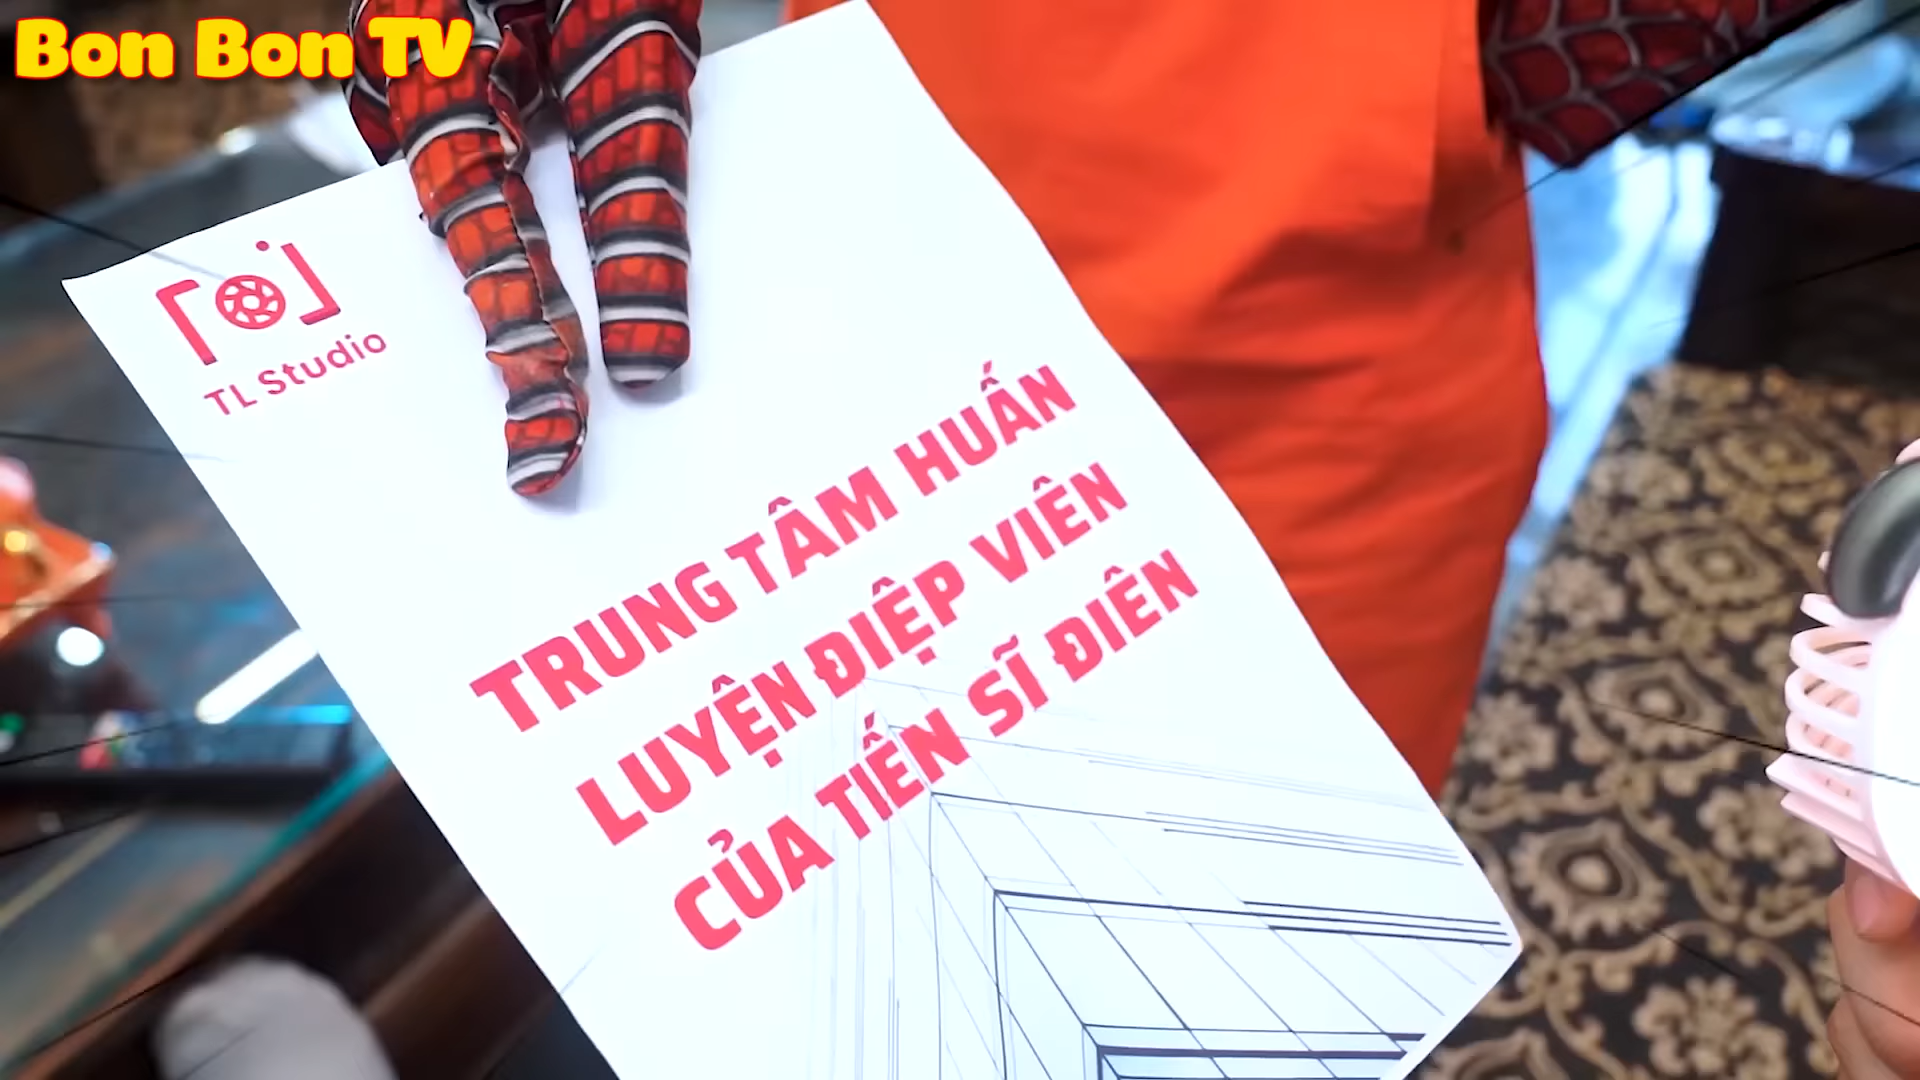 Bon Bon TV
TL Studio
TRUNG TÂM HUẤN
LUYỆN ĐIỆP VIÊN
CỦA TIẾN SĨ ĐIÊN